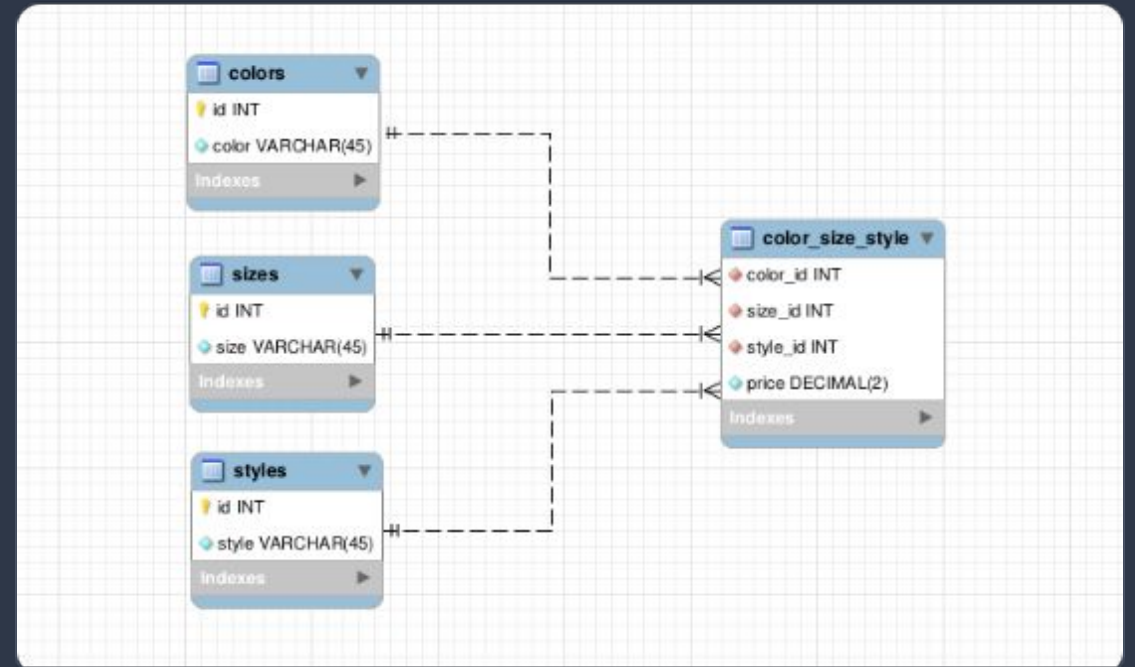 colors
id INT
color VARCHAR(45)
Indexes
sizes
id INT
size VARCHAR(45)
Indexes
styles
id INT
style VARCHAR(45)
Indexes
color_size_style
color_id INT
size_id INT
style_id INT
price DECIMAL(2)
Indexes